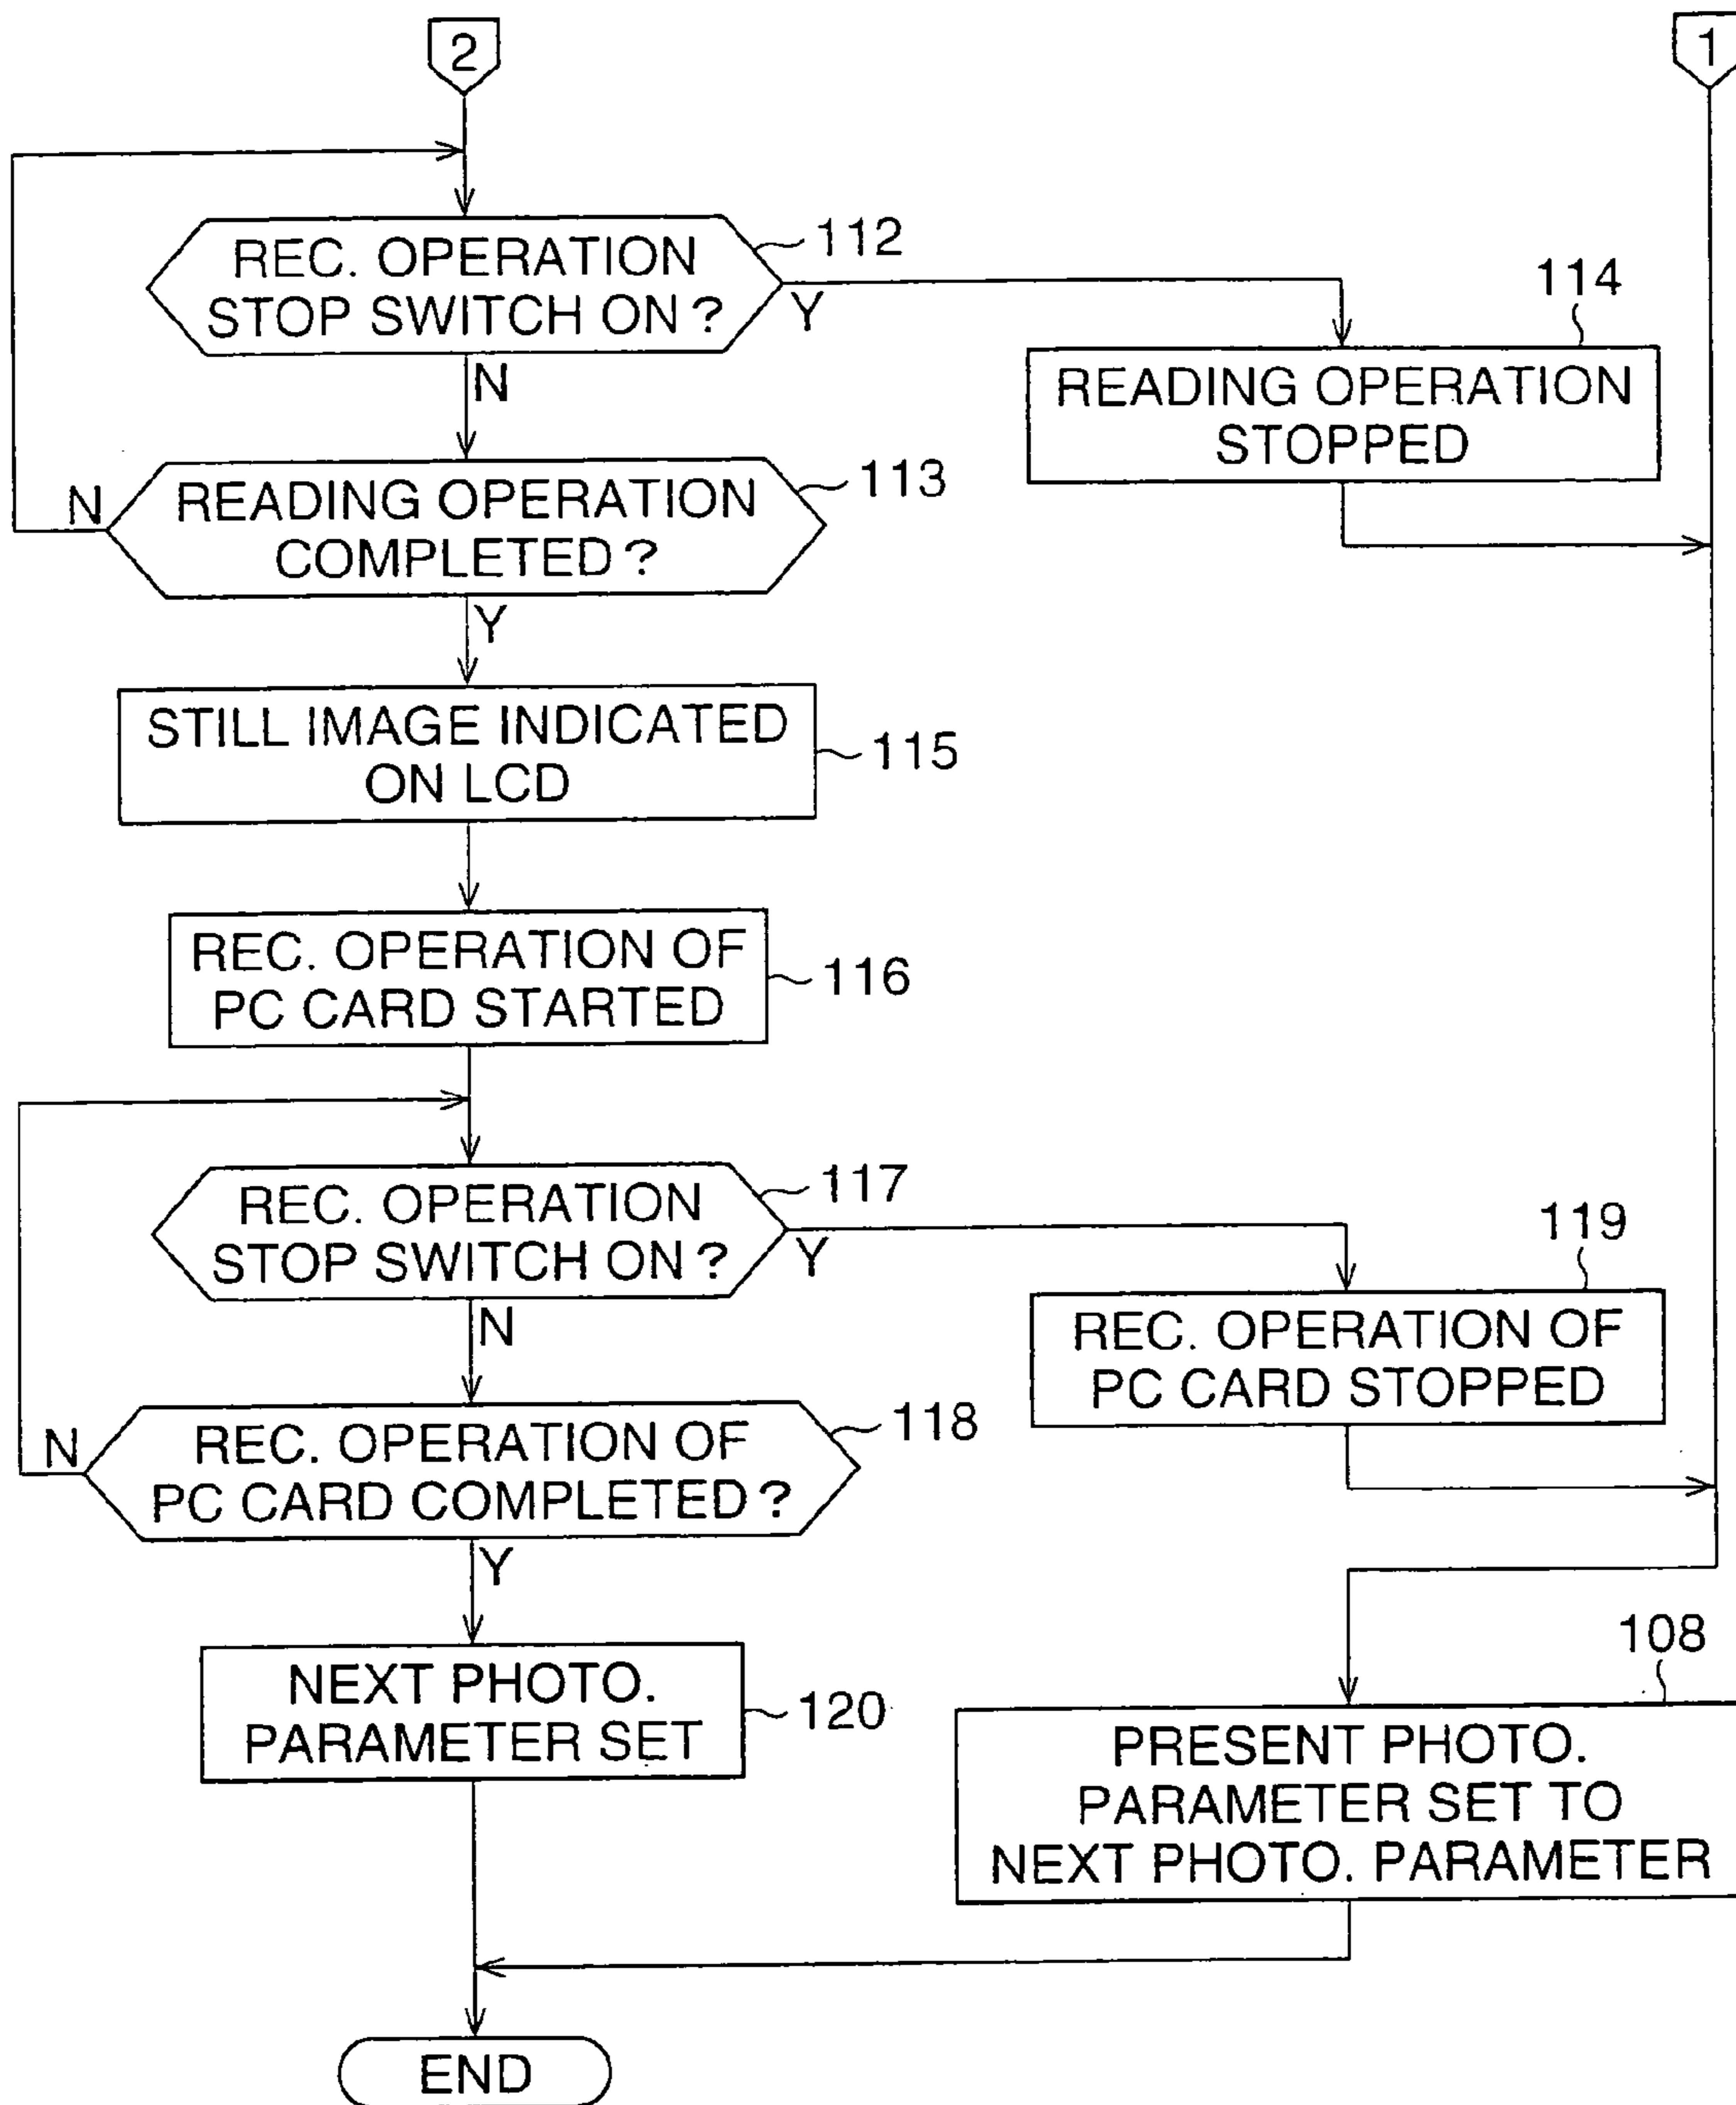 2
1
REC. OPERATION
STOP SWITCH ON ?
112
Y
N
114
READING OPERATION
STOPPED
READING OPERATION
COMPLETED ?
113
N
Y
STILL IMAGE INDICATED
ON LCD
115
REC. OPERATION OF
PC CARD STARTED
116
REC. OPERATION
STOP SWITCH ON ?
117
Y
N
119
REC. OPERATION OF
PC CARD STOPPED
REC. OPERATION OF
PC CARD COMPLETED ?
118
N
Y
NEXT PHOTO.
PARAMETER SET
120
108
PRESENT PHOTO.
PARAMETER SET TO
NEXT PHOTO. PARAMETER
END